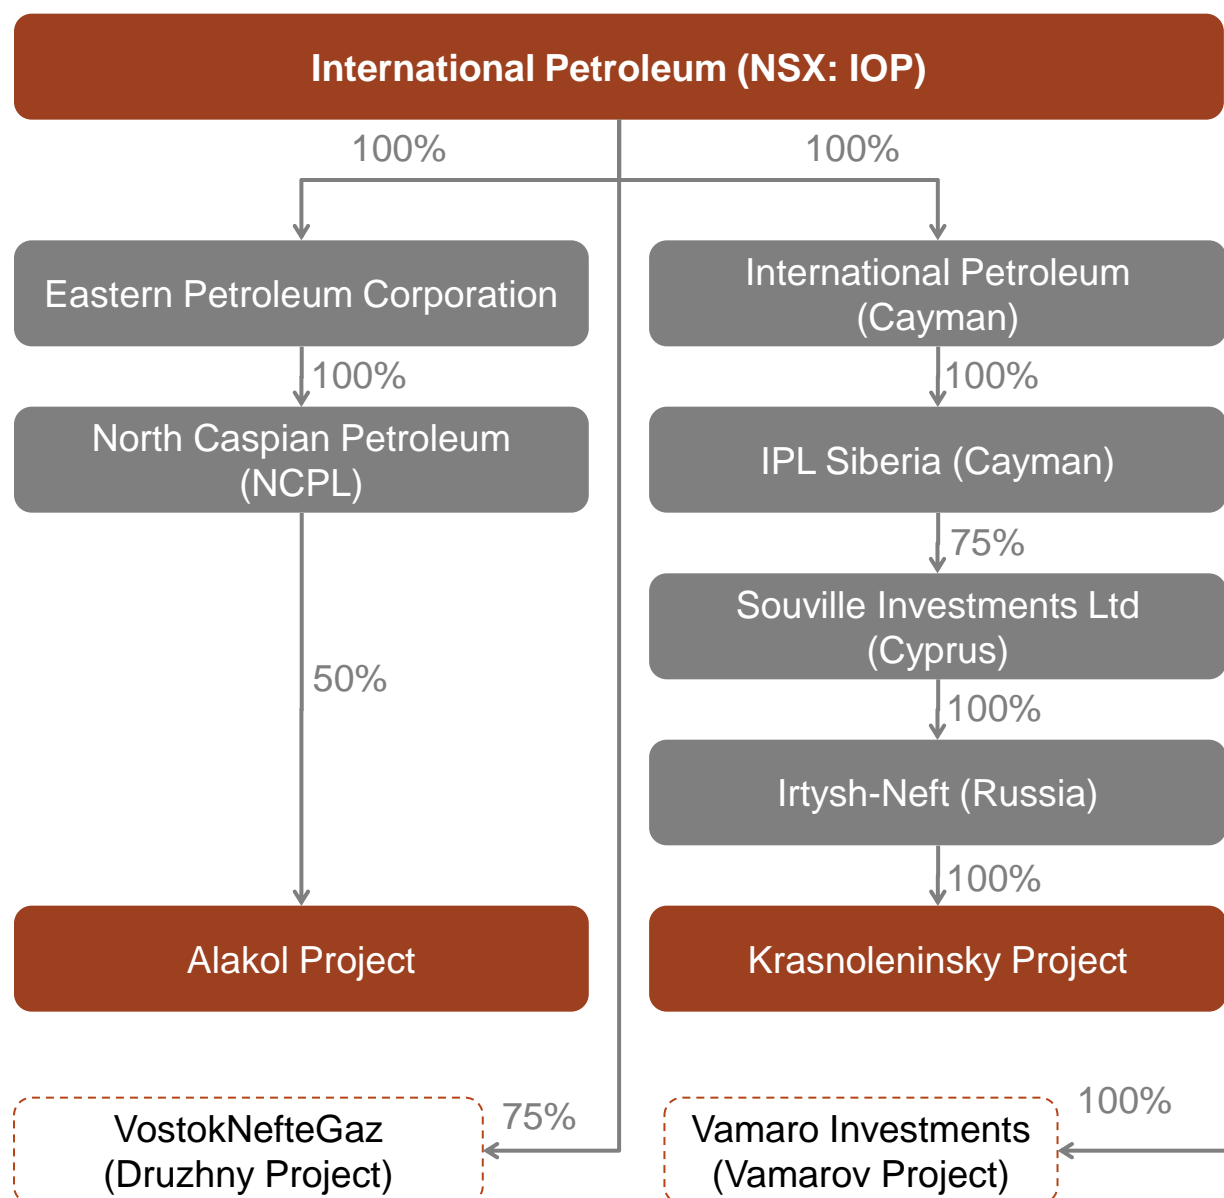 International Petroleum (NSX: IOP)
100%
100%
Eastern Petroleum Corporation
International Petroleum
(Cayman)
100%
100%
North Caspian Petroleum
(NCPL)
IPL Siberia (Cayman)
75%
Souville Investments Ltd
(Cyprus)
50%
100%
Irtysh-Neft (Russia)
100%
Alakol Project
Krasnoleninsky Project
VostokNefteGaz
(Druzhny Project)
75%
Vamaro Investments
(Vamarov Project)
100%